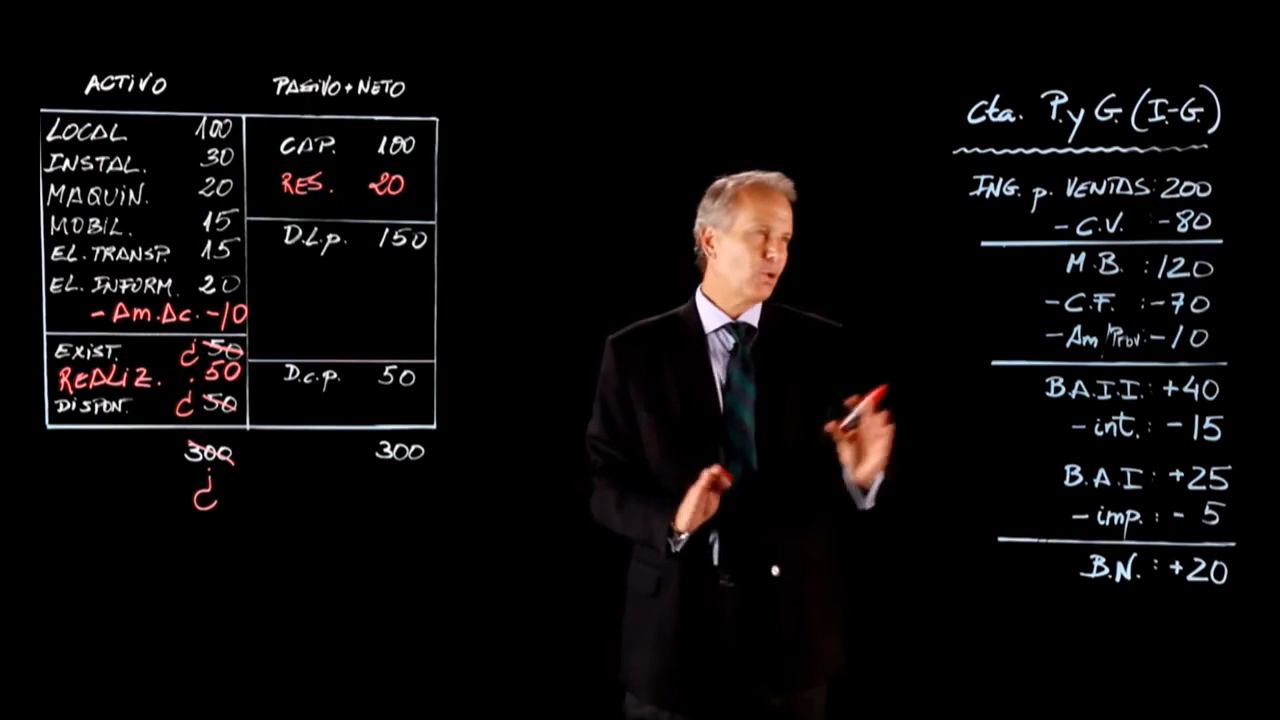 ACTIVO
LOCAL 100
INSTAL. 30
MAQUIN. 20
MOBIL. 15
EL. TRANSP. 15
EL. INFORM. 20
- Am. Ac. -10
EXIST. ¿ 50
REALIZ. 50
DISPON. ¿ 50
300
¿
PASIVO + NETO
CAP. 100
RES. 20
D.L.p. 150
D.c.p. 50
300
Cta. P. y G. (I.-G.)
ING. p. VENTAS: 200
- C.V. : -80
M.B. : 120
- C.F. : -70
- Am/Prov: -10
B.A.I.I.: +40
- int. : -15
B.A.I : +25
- imp. : - 5
B.N. : +20